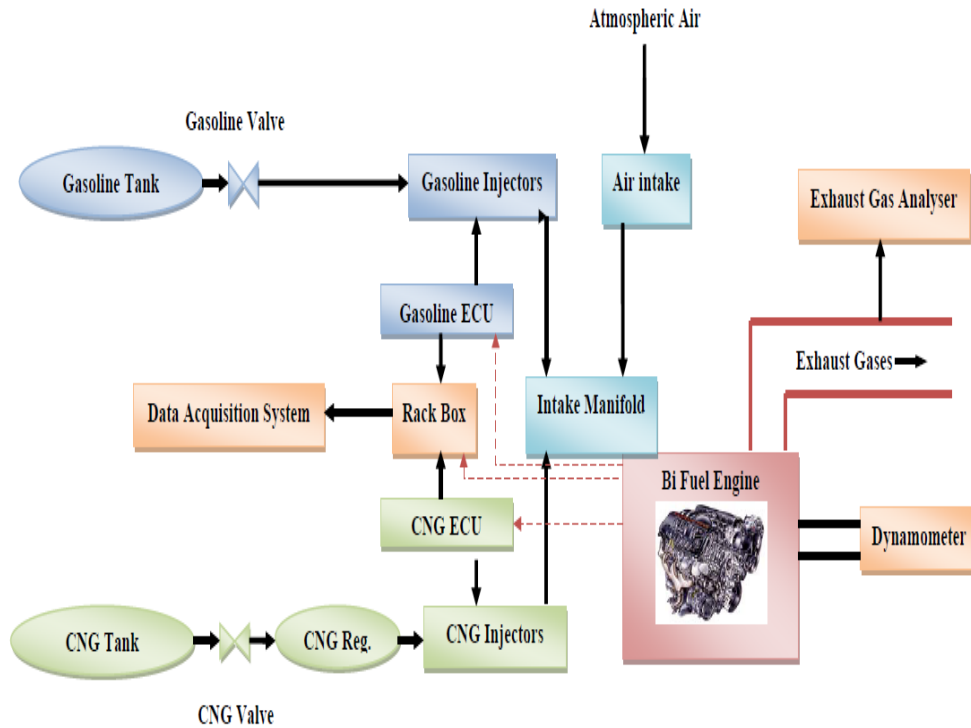 Atmospheric Air
Gasoline Valve
Gasoline Tank
Gasoline Injectors
Air intake
Exhaust Gas Analyser
Gasoline ECU
Exhaust Gases
Data Acquisition System
Rack Box
Intake Manifold
Bi Fuel Engine
CNG ECU
Dynamometer
CNG Tank
CNG Reg.
CNG Injectors
CNG Valve